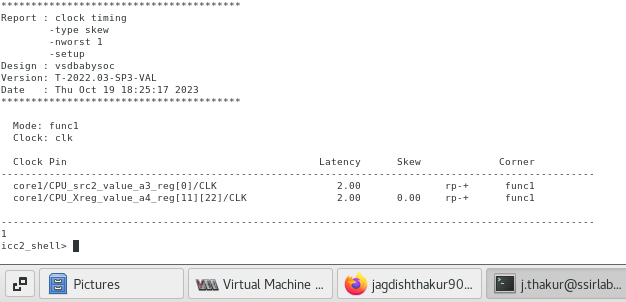 ****************************************
Report : clock timing
        -type skew
        -nworst 1
        -setup
Design : vsdbabysoc
Version: T-2022.03-SP3-VAL
Date   : Thu Oct 19 18:25:17 2023
****************************************
  Mode: func1
  Clock: clk
  Clock Pin                                          Latency      Skew             Corner
---------------------------------------------------------------------------------------------------
  core1/CPU_src2_value_a3_reg[0]/CLK                    2.00              rp-+      func1
  core1/CPU_Xreg_value_a4_reg[11][22]/CLK               2.00      0.00    rp-+      func1
---------------------------------------------------------------------------------------------------
1
icc2_shell>
Pictures
Virtual Machine ...
jagdishthakur90...
j.thakur@ssirlab...